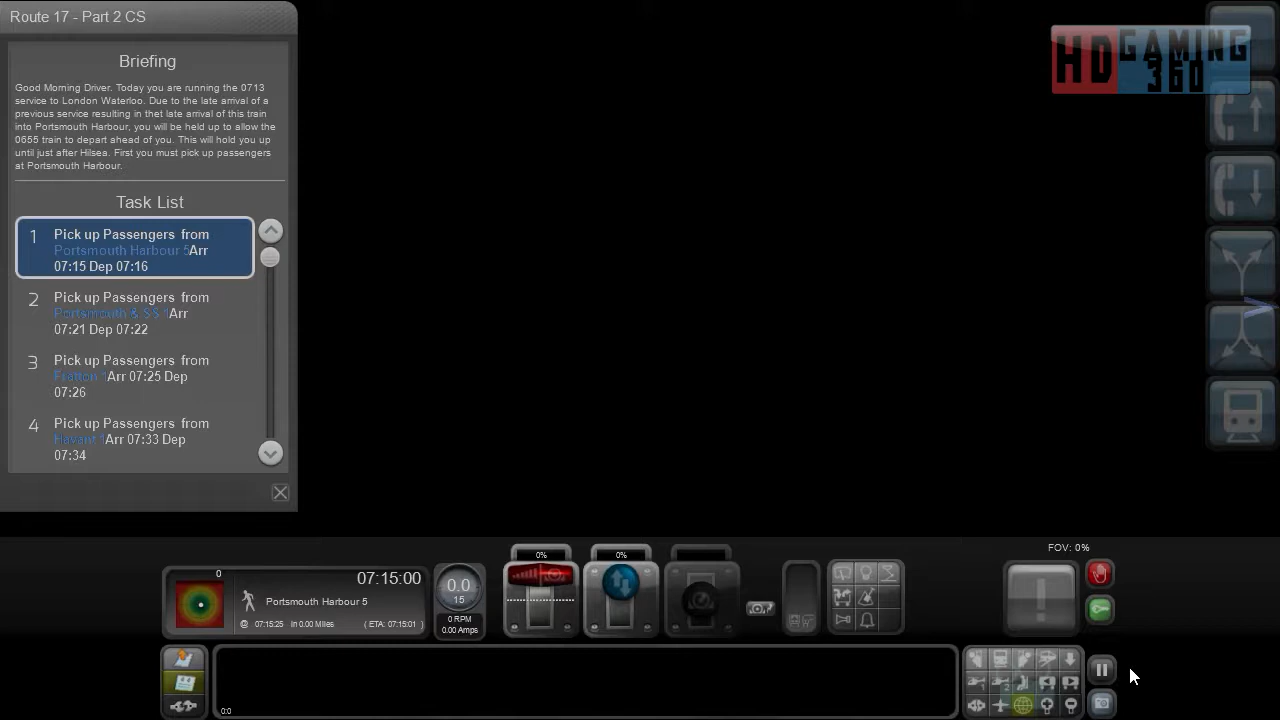 Route 17 - Part 2 CS
Briefing
Good Morning Driver. Today you are running the 0713
service to London Waterloo. Due to the late arrival of a
previous service resulting in thet late arrival of this train
into Portsmouth Harbour, you will be held up to allow the
0655 train to depart ahead of you. This will hold you up
until just after Hilsea. First you must pick up passengers
at Portsmouth Harbour.
Task List
1 Pick up Passengers from
Portsmouth Harbour 5Arr
07:15 Dep 07:16
2 Pick up Passengers from
Portsmouth & SS 1Arr
07:21 Dep 07:22
3 Pick up Passengers from
Fratton 1Arr 07:25 Dep
07:26
4 Pick up Passengers from
Havant 1Arr 07:33 Dep
07:34
HD GAMING
360
FOV: 0%
0% 0%
0
07:15:00
Portsmouth Harbour 5
07:15:25 in 0.00 Miles ( ETA: 07:15:01 )
0.0
15
0 RPM
0.00 Amps
0:0
1 2